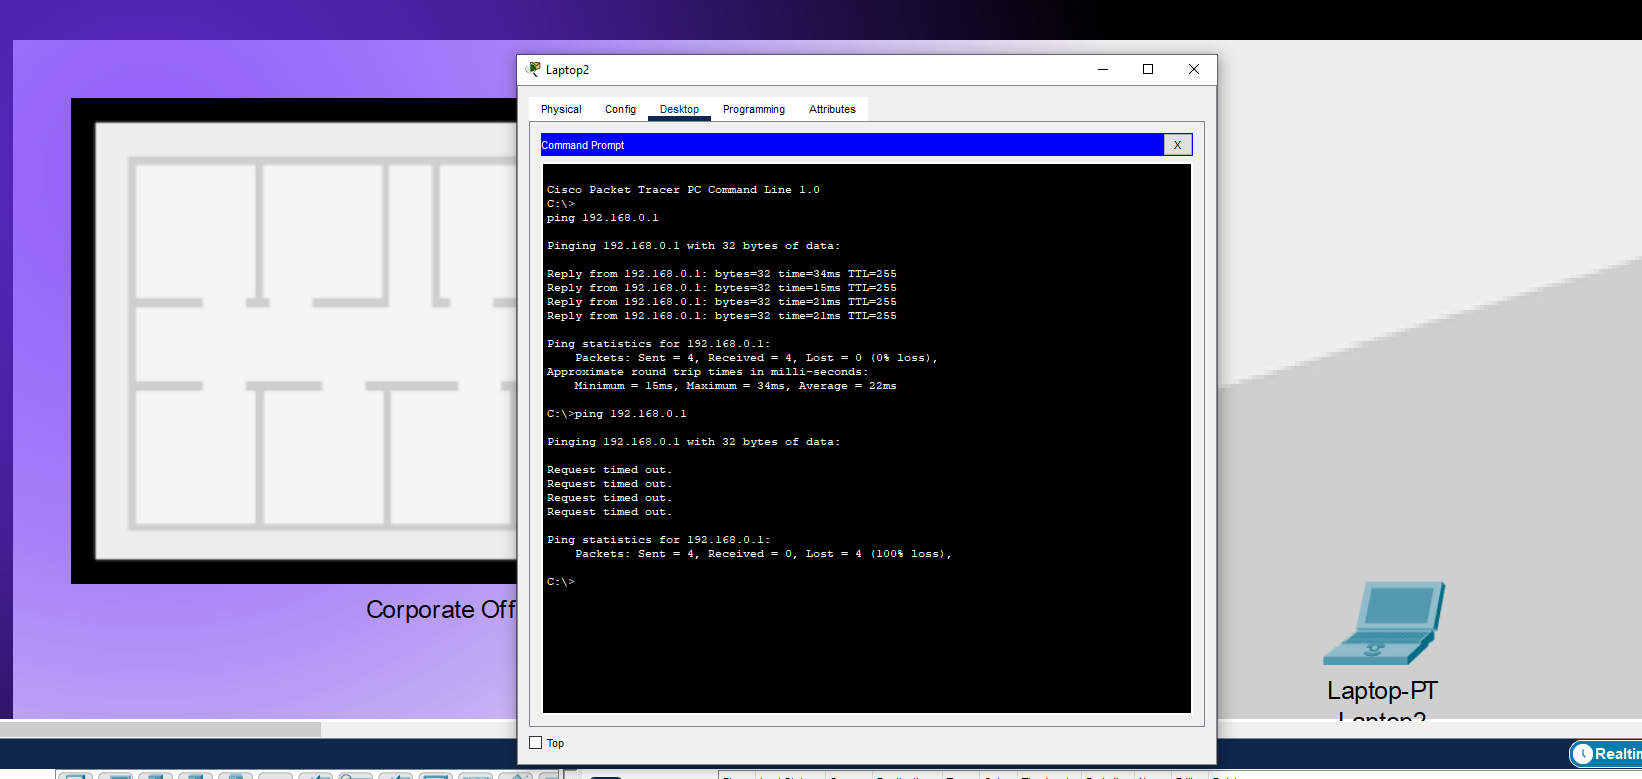 Laptop2
Physical Config Desktop Programming Attributes
Command Prompt X
Cisco Packet Tracer PC Command Line 1.0
C:\>
ping 192.168.0.1
Pinging 192.168.0.1 with 32 bytes of data:
Reply from 192.168.0.1: bytes=32 time=34ms TTL=255
Reply from 192.168.0.1: bytes=32 time=15ms TTL=255
Reply from 192.168.0.1: bytes=32 time=21ms TTL=255
Reply from 192.168.0.1: bytes=32 time=21ms TTL=255
Ping statistics for 192.168.0.1:
Packets: Sent = 4, Received = 4, Lost = 0 (0% loss),
Approximate round trip times in milli-seconds:
Minimum = 15ms, Maximum = 34ms, Average = 22ms
C:\>ping 192.168.0.1
Pinging 192.168.0.1 with 32 bytes of data:
Request timed out.
Request timed out.
Request timed out.
Request timed out.
Ping statistics for 192.168.0.1:
Packets: Sent = 4, Received = 0, Lost = 4 (100% loss),
C:\>
Top
Corporate Off
Laptop-PT
Laptop2
Realtim